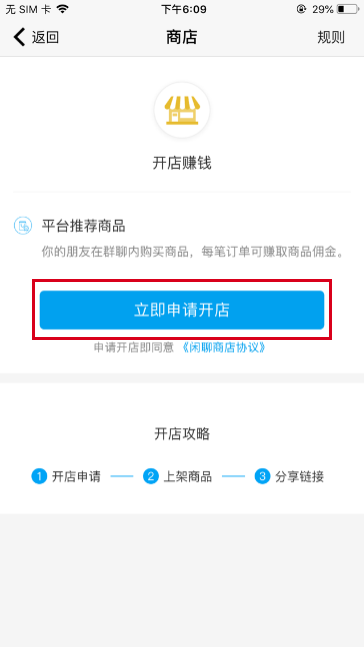 无 SIM 卡 下午6:09 29%
返回 商店 规则
开店赚钱
平台推荐商品
你的朋友在群聊内购买商品，每笔订单可赚取商品佣金。
立即申请开店
申请开店即同意 《闲聊商店协议》
开店攻略
1 开店申请 2 上架商品 3 分享链接